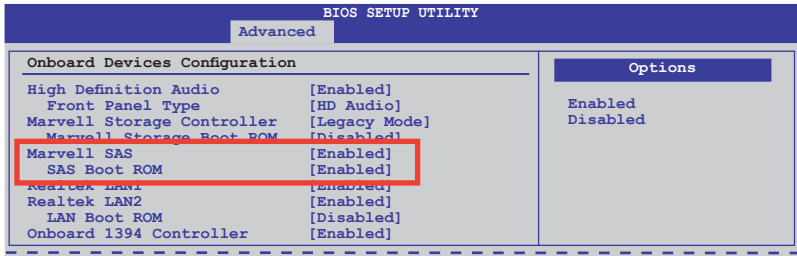 BIOS SETUP UTILITY
Advanced
Onboard Devices Configuration
High Definition Audio [Enabled]
Front Panel Type [HD Audio]
Marvell Storage Controller [Legacy Mode]
Marvell Storage Boot ROM [Disabled]
Marvell SAS [Enabled]
SAS Boot ROM [Enabled]
Realtek LAN1 [Enabled]
Realtek LAN2 [Enabled]
LAN Boot ROM [Disabled]
Onboard 1394 Controller [Enabled]
Options
Enabled
Disabled